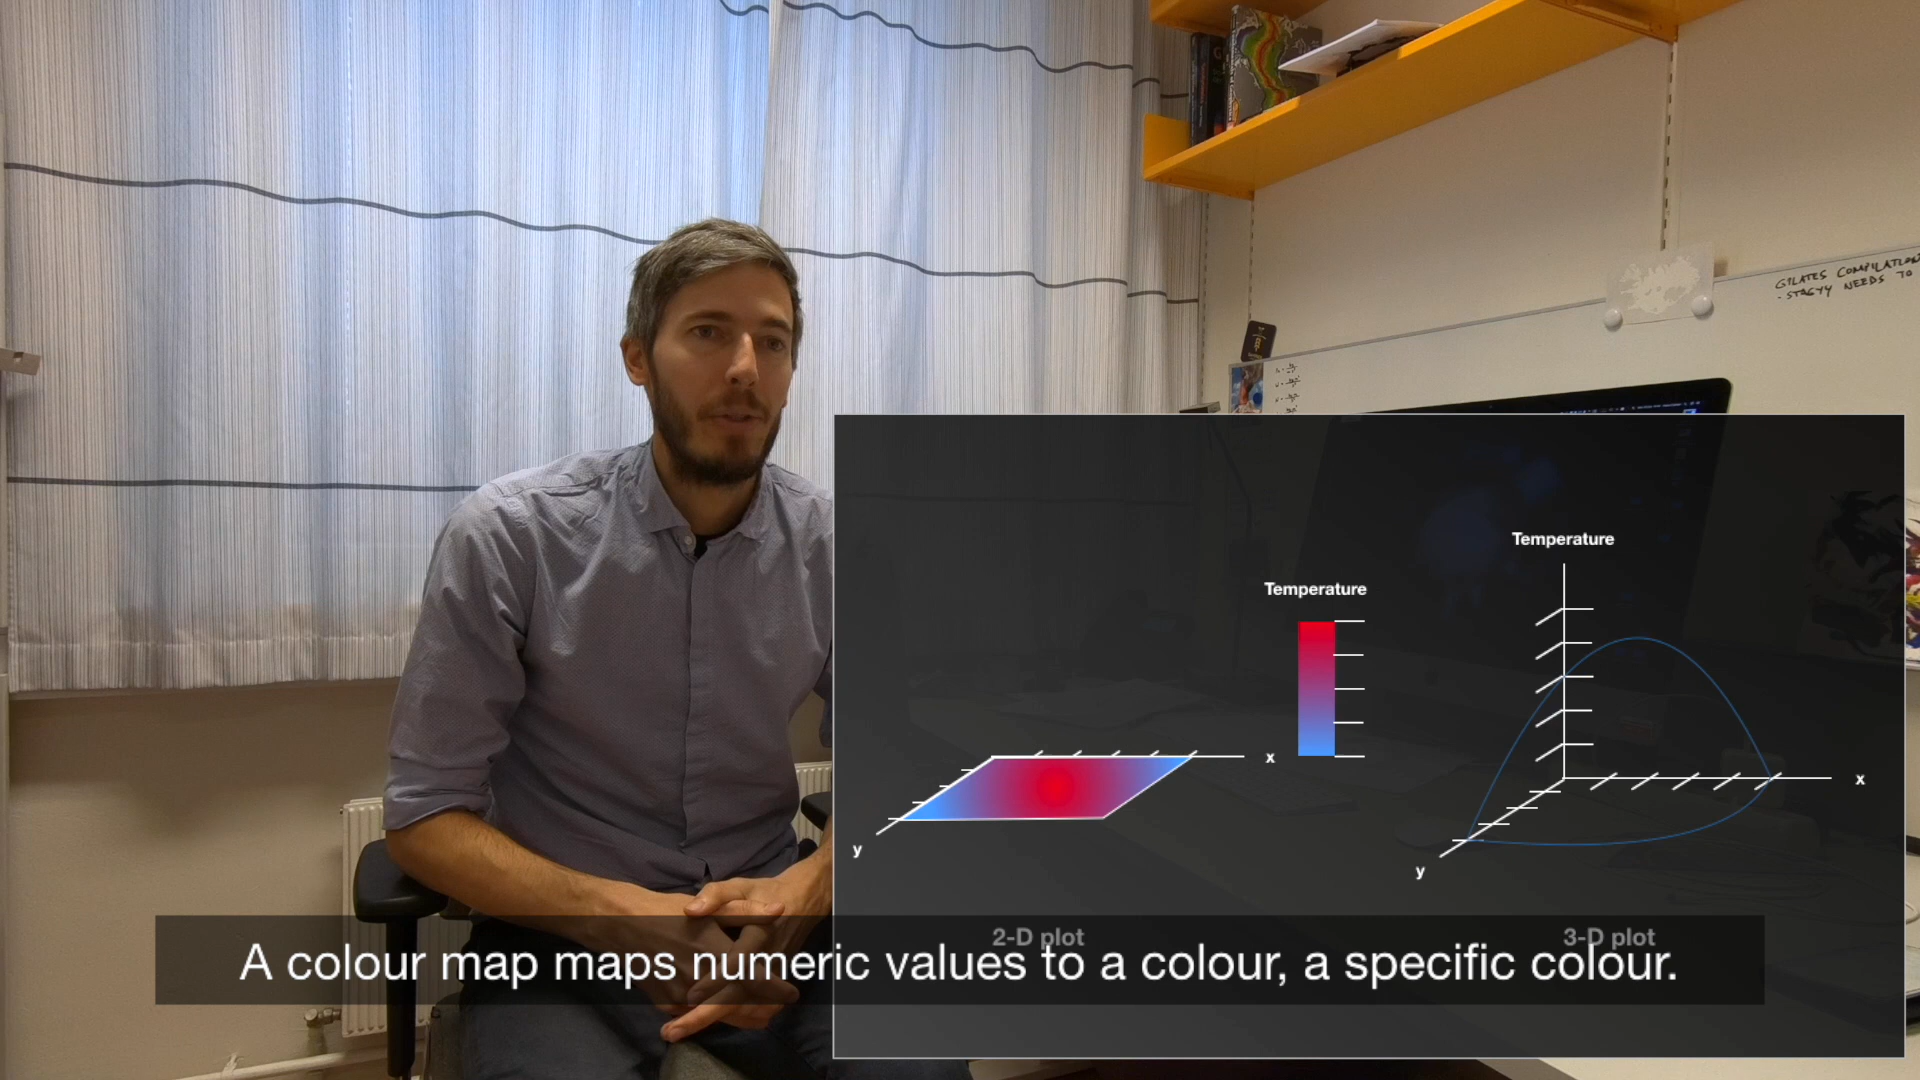 GILATES COMPILATION
- STAGYY NEEDS TO
Temperature
Temperature
x
x
y
y
2-D plot
3-D plot
A colour map maps numeric values to a colour, a specific colour.